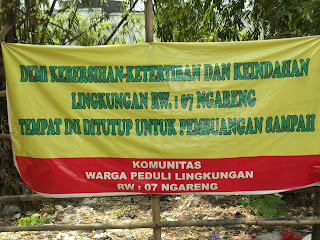 DEMI KEBERSIHAN-KETERTIBAN DAN KEINDAHAN
LINGKUNGAN RW. : 07 NGARENG
TEMPAT INI DITUTUP UNTUK PEMBUANGAN SAMPAH
KOMUNITAS
WARGA PEDULI LINGKUNGAN
RW : 07 NGARENG